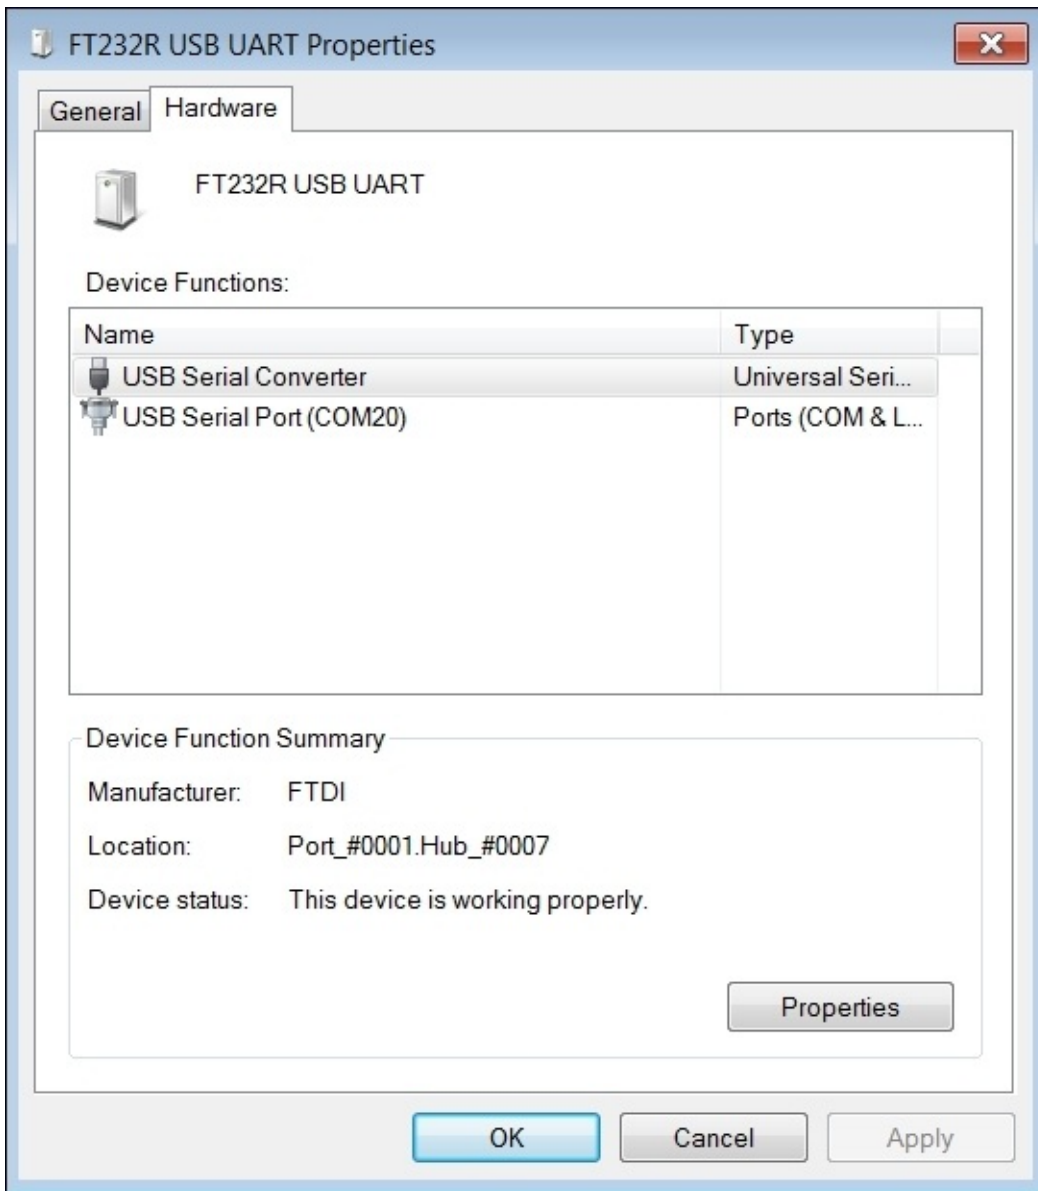 FT232R USB UART Properties
General Hardware
FT232R USB UART
Device Functions:
Name Type
USB Serial Converter Universal Seri...
USB Serial Port (COM20) Ports (COM & L...
Device Function Summary
Manufacturer: FTDI
Location: Port_#0001.Hub_#0007
Device status: This device is working properly.
Properties
OK Cancel Apply